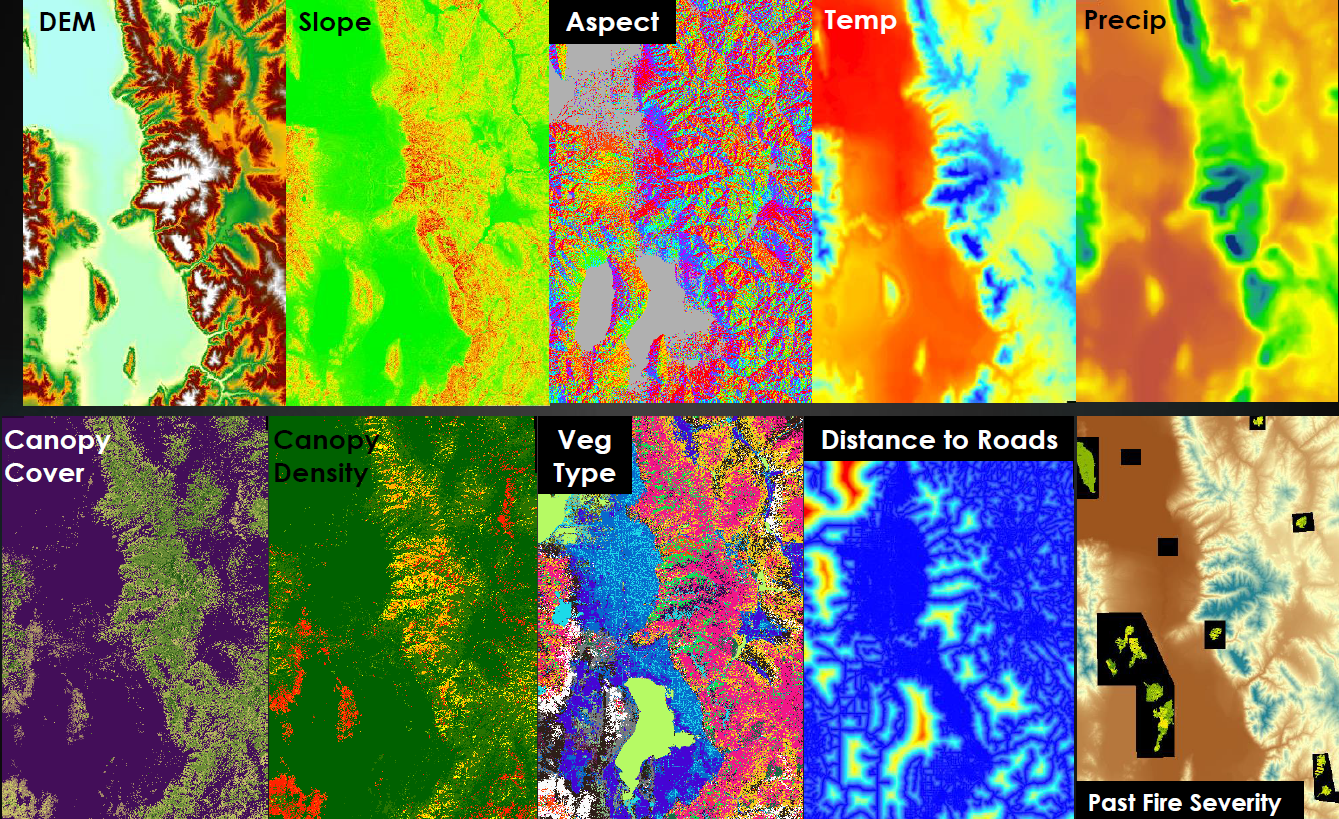 DEM
Slope
Aspect
Temp
Precip
Canopy
Cover
Canopy
Density
Veg
Type
Distance to Roads
Past Fire Severity